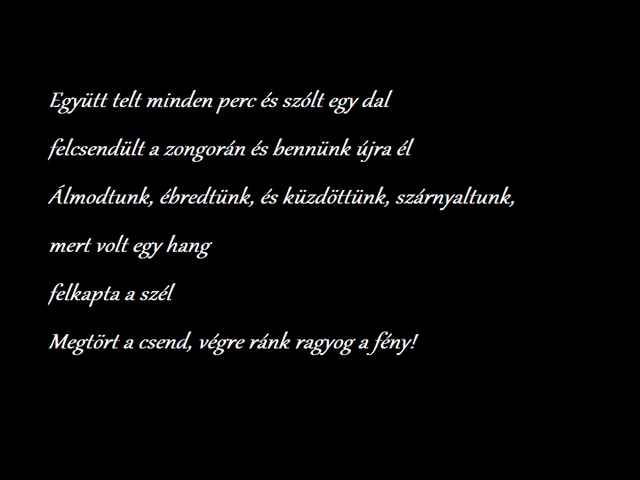 Együtt telt minden perc és szólt egy dal
felcsendült a zongorán és bennünk újra él
Álmodtunk, ébredtünk, és küzdöttünk, szárnyaltunk,
mert volt egy hang
felkapta a szél
Megtört a csend, végre ránk ragyog a fény!